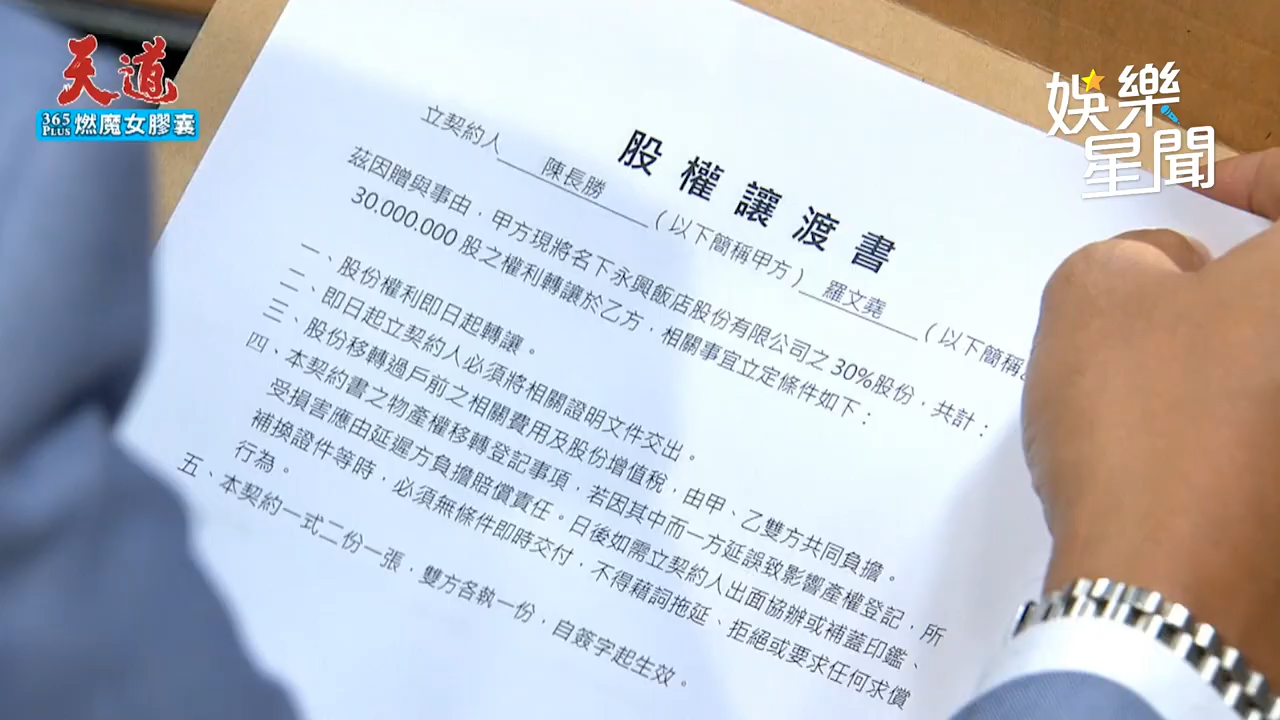 天道
365 PLUS 燃魔女膠囊
娛樂
星聞
股權讓渡書
立契約人 陳長勝 (以下簡稱甲方) 羅文堯 (以下簡稱
茲因贈與事由，甲方現將名下永興飯店股份有限公司之 30%股份，共計：
30.000.000 股之權利轉讓於乙方，相關事宜立定條件如下：
一、股份權利即日起轉讓。
二、即日起立契約人必須將相關證明文件交出。
三、股份移轉過戶前之相關費用及股份增值稅，由甲、乙雙方共同負擔。
四、本契約書之物產權移轉登記事項，若因其中而一方延誤致影響產權登記，所
受損害應由延遲方負擔賠償責任。日後如需立契約人出面協辦或補蓋印鑑、
補換證件等時，必須無條件即時交付，不得藉詞拖延、拒絕或要求任何求償
行為。
五、本契約一式二份一張，雙方各執一份，自簽字起生效。